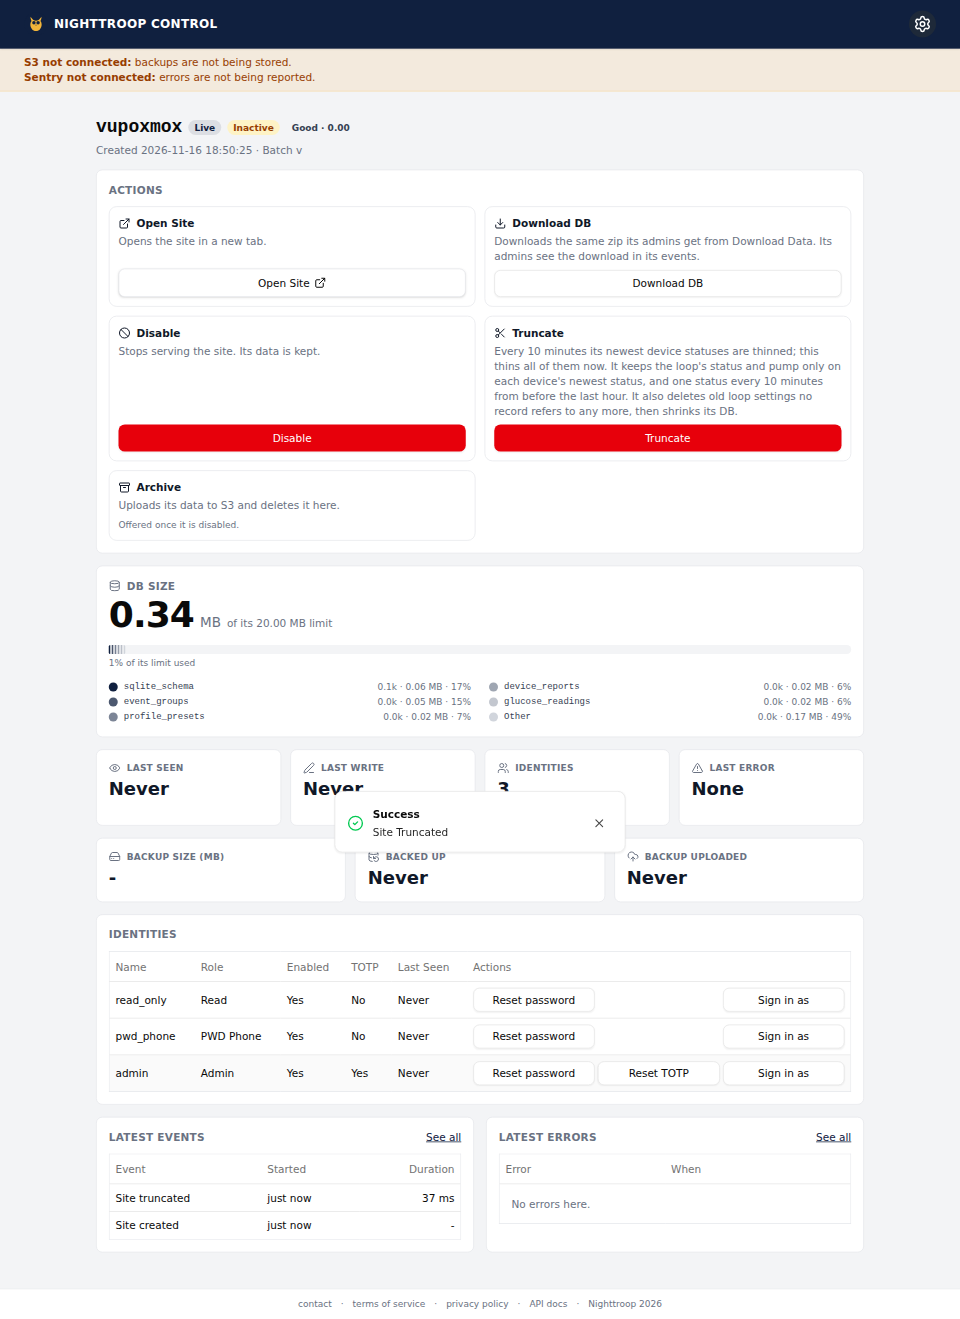 NIGHTTROOP CONTROL
S3 not connected: backups are not being stored.
Sentry not connected: errors are not being reported.
vupoxmox Live Inactive Good · 0.00
Created 2026-11-16 18:50:25 · Batch v
ACTIONS
Open Site
Opens the site in a new tab.
Open Site
Download DB
Downloads the same zip its admins get from Download Data. Its
admins see the download in its events.
Download DB
Disable
Stops serving the site. Its data is kept.
Disable
Truncate
Every 10 minutes its newest device statuses are thinned; this
thins all of them now. It keeps the loop's status and pump only on
each device's newest status, and one status every 10 minutes
from before the last hour. It also deletes old loop settings no
record refers to any more, then shrinks its DB.
Truncate
Archive
Uploads its data to S3 and deletes it here.
Offered once it is disabled.
DB SIZE
0.34 MB of its 20.00 MB limit
1% of its limit used
sqlite_schema 0.1k · 0.06 MB · 17%
event_groups 0.0k · 0.05 MB · 15%
profile_presets 0.0k · 0.02 MB · 7%
device_reports 0.0k · 0.02 MB · 6%
glucose_readings 0.0k · 0.02 MB · 6%
Other 0.0k · 0.17 MB · 49%
LAST SEEN
Never
LAST WRITE
Never
IDENTITIES
3
LAST ERROR
None
Success
Site Truncated
BACKUP SIZE (MB)
-
BACKED UP
Never
BACKUP UPLOADED
Never
IDENTITIES
Name Role Enabled TOTP Last Seen Actions
read_only Read Yes No Never Reset password Sign in as
pwd_phone PWD Phone Yes No Never Reset password Sign in as
admin Admin Yes Yes Never Reset password Reset TOTP Sign in as
LATEST EVENTS See all
Event Started Duration
Site truncated just now 37 ms
Site created just now -
LATEST ERRORS See all
Error When
No errors here.
contact · terms of service · privacy policy · API docs · Nighttroop 2026